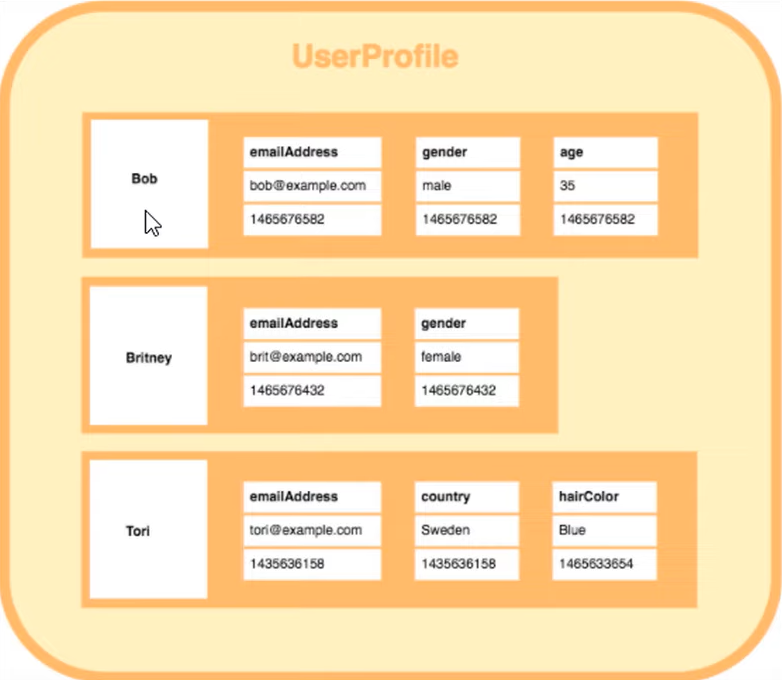 UserProfile
Bob
emailAddress gender age
bob@example.com male 35
1465676582 1465676582 1465676582
Britney
emailAddress gender
brit@example.com female
1465676432 1465676432
Tori
emailAddress country hairColor
tori@example.com Sweden Blue
1435636158 1435636158 1465633654